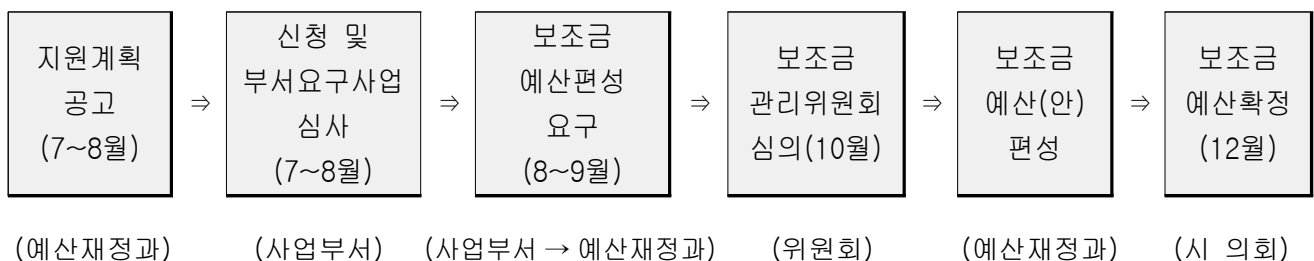 지원계획
공고
(7~8월)
⇒
신청 및
부서요구사업
심사
(7~8월)
⇒
보조금
예산편성
요구
(8~9월)
⇒
보조금
관리위원회
심의(10월)
⇒
보조금
예산(안)
편성
⇒
보조금
예산확정
(12월)
(예산재정과) (사업부서) (사업부서 → 예산재정과) (위원회) (예산재정과) (시 의회)